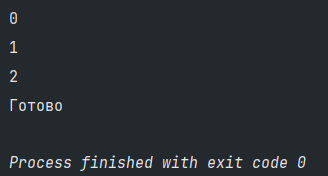 0
1
2
Готово
Process finished with exit code 0